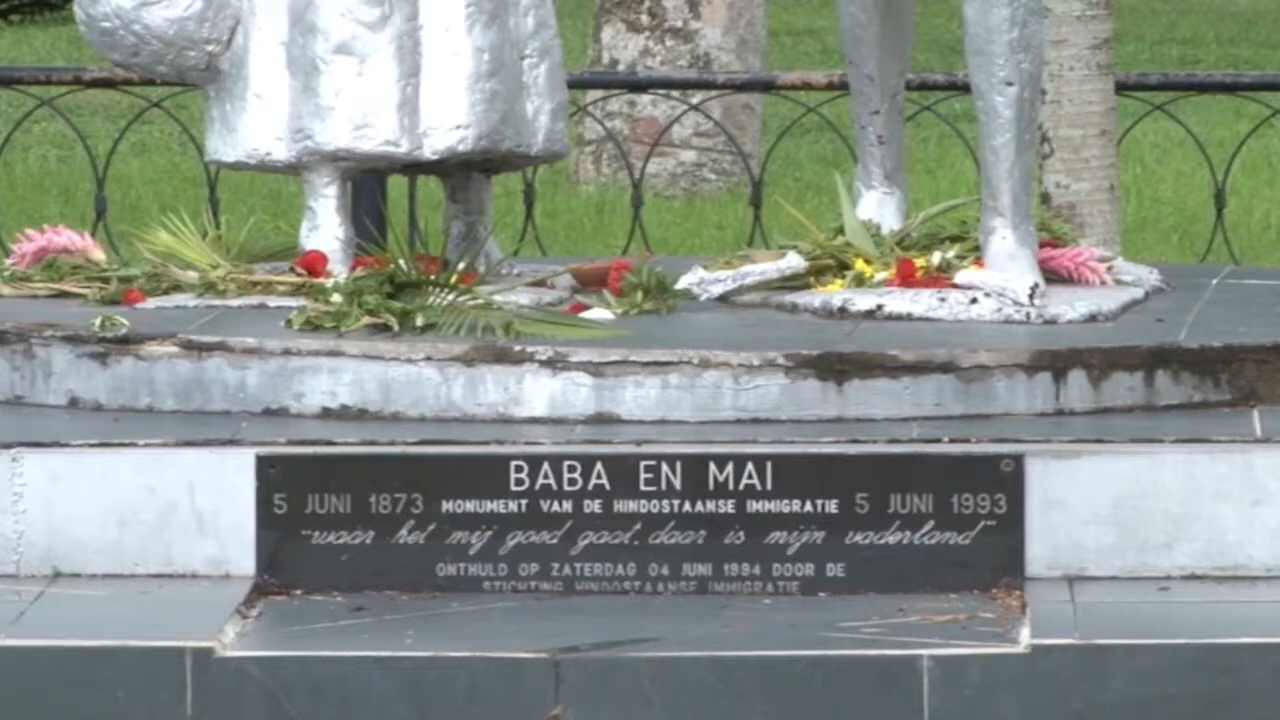 ©
BABA EN MAI
5 JUNI 1873 MONUMENT VAN DE HINDOSTAANSE IMMIGRATIE 5 JUNI 1993
"waar het mij goed gaat, daar is mijn vaderland"
ONTHULD OP ZATERDAG 04 JUNI 1994 DOOR DE
STICHTING HINDOSTAANSE IMMIGRATIE